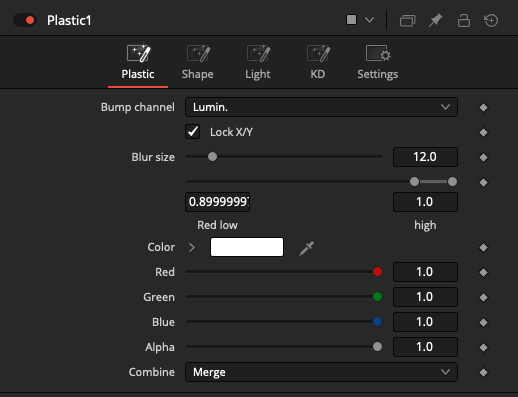 Plastic1
Plastic Shape Light KD Settings
Bump channel Lumin.
Lock X/Y
Blur size 12.0
0.8999999 1.0
Red low high
Color
Red 1.0
Green 1.0
Blue 1.0
Alpha 1.0
Combine Merge